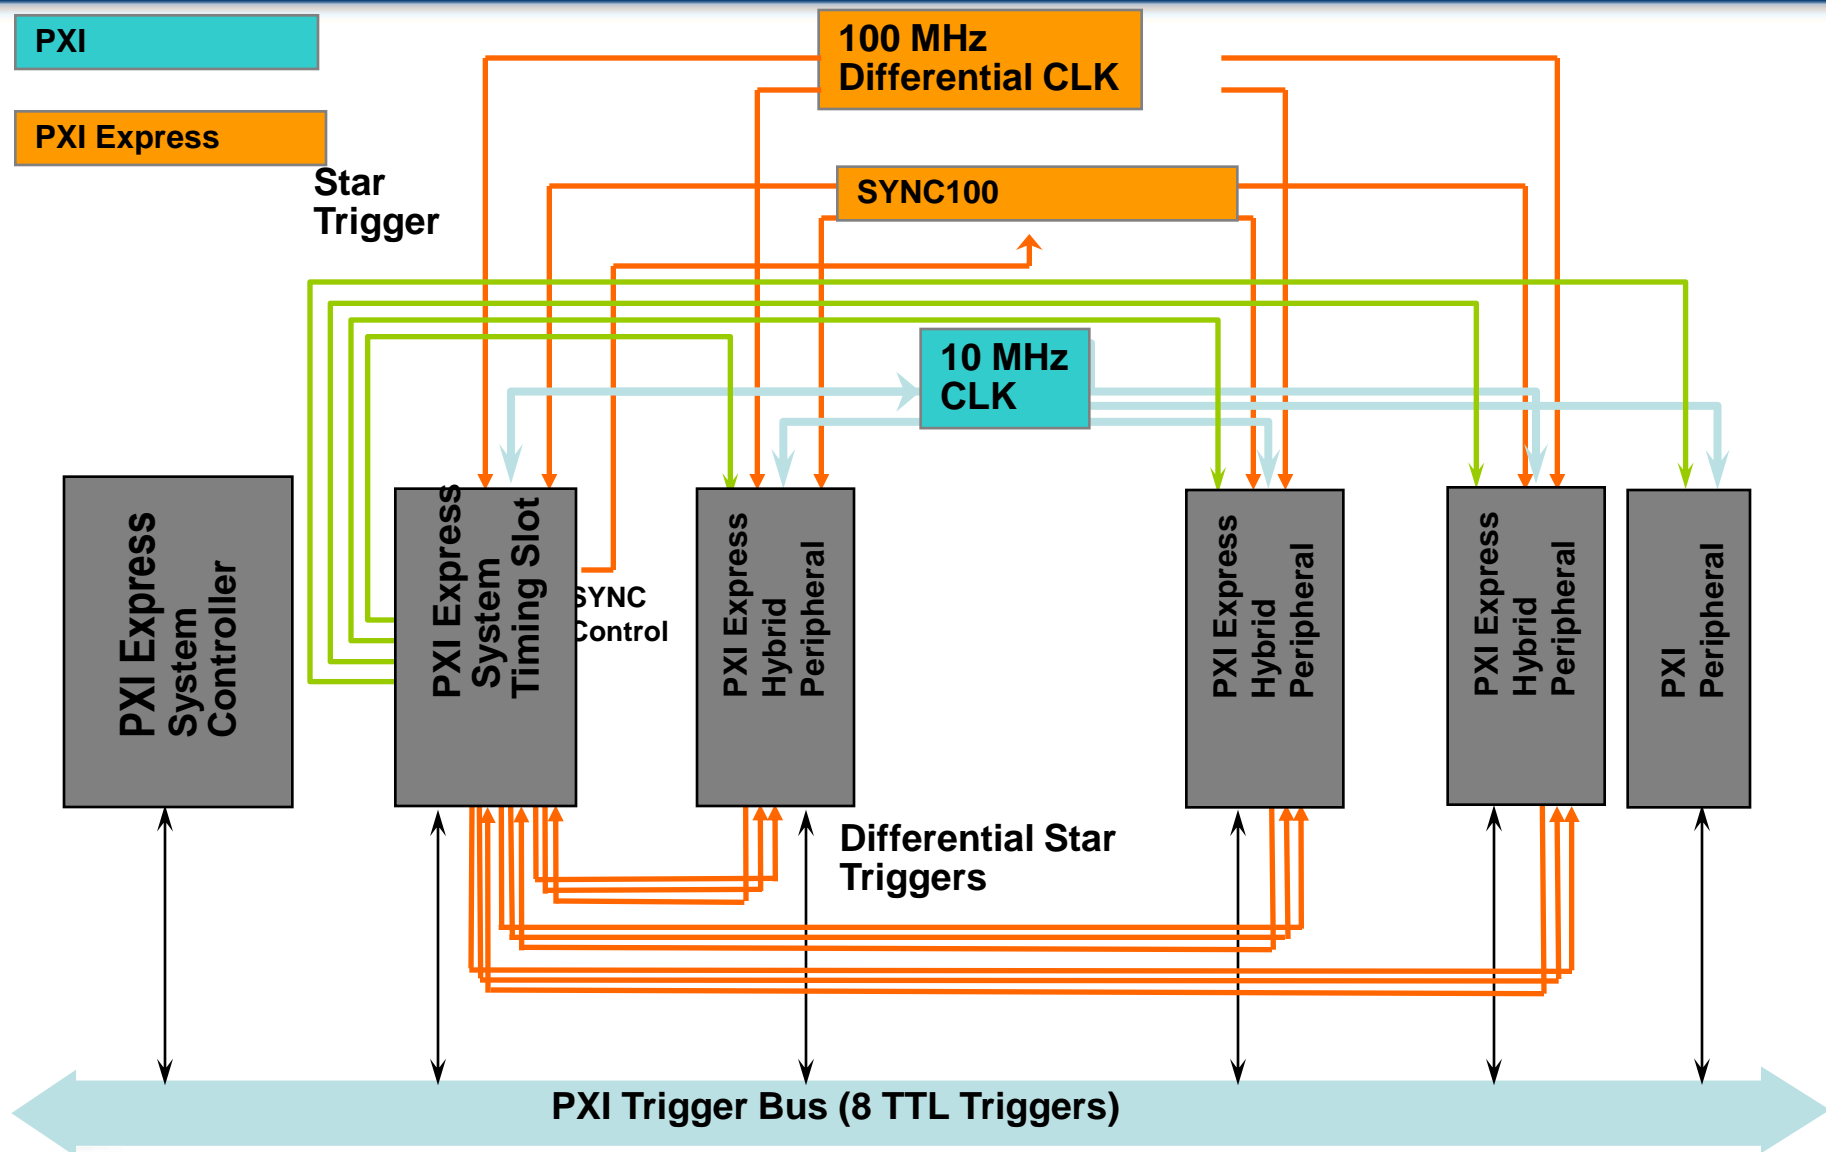 PXI
100 MHz
Differential CLK
PXI Express
Star
Trigger
SYNC100
10 MHz
CLK
PXI Express
System
Controller
PXI Express
System
Timing Slot
SYNC
Control
PXI Express
Hybrid
Peripheral
PXI Express
Hybrid
Peripheral
PXI Express
Hybrid
Peripheral
PXI
Peripheral
Differential Star
Triggers
PXI Trigger Bus (8 TTL Triggers)